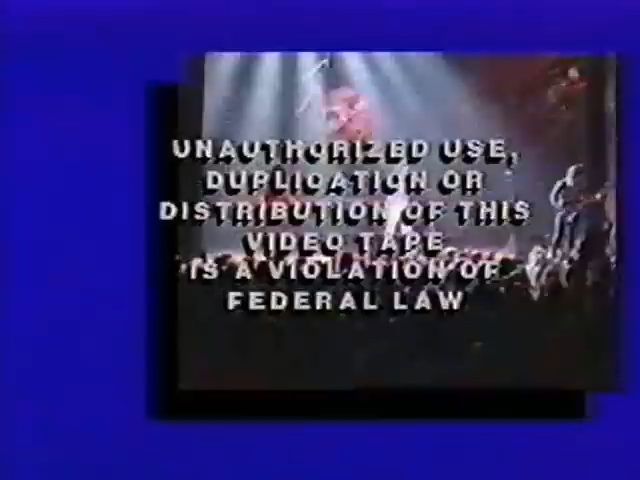 UNAUTHORIZED USE,
DUPLICATION OR
DISTRIBUTION OF THIS
VIDEO TAPE
IS A VIOLATION OF
FEDERAL LAW